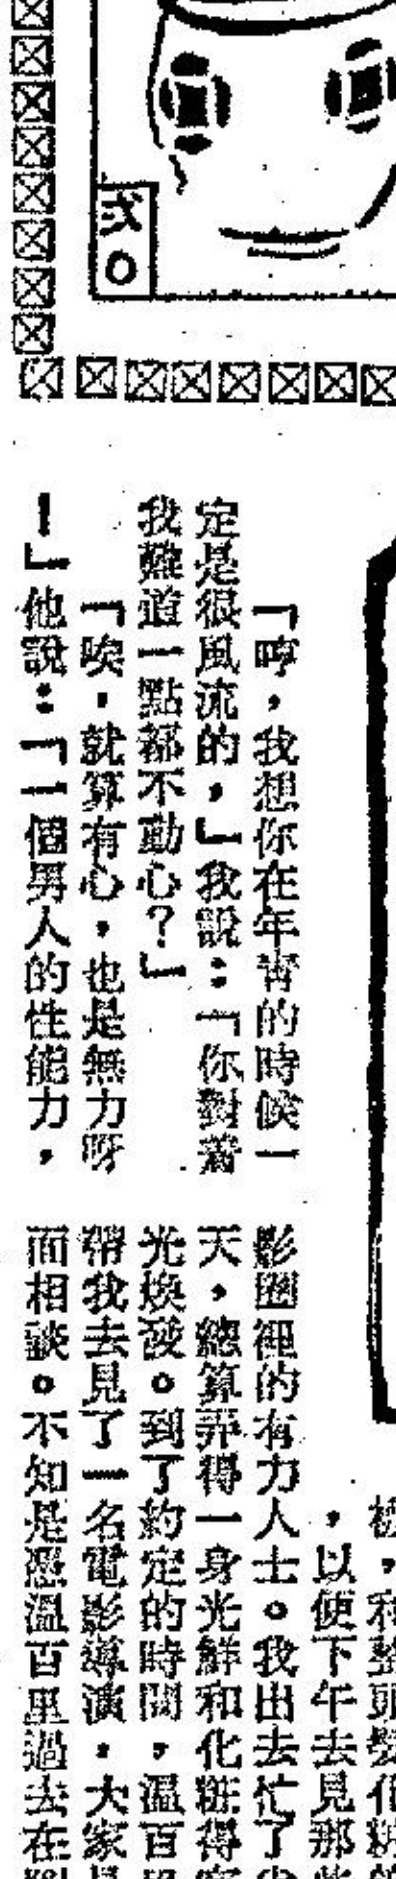 弍〇
「哼，我想你在年青的時候一
定是很風流的，」我說：「你對着
我難道一點都不動心？」
「唉，就算有心，也是無力呀
！」他說：「一個男人的性能力，
，以便下午去見那些
影圈裡的有力人士。我出去忙了
天，總算弄得一身光鮮和化粧得
光煥發。到了約定的時間，溫百
帶我去見了一名電影導演，大家
面相談。不知是憑溫百里過去在